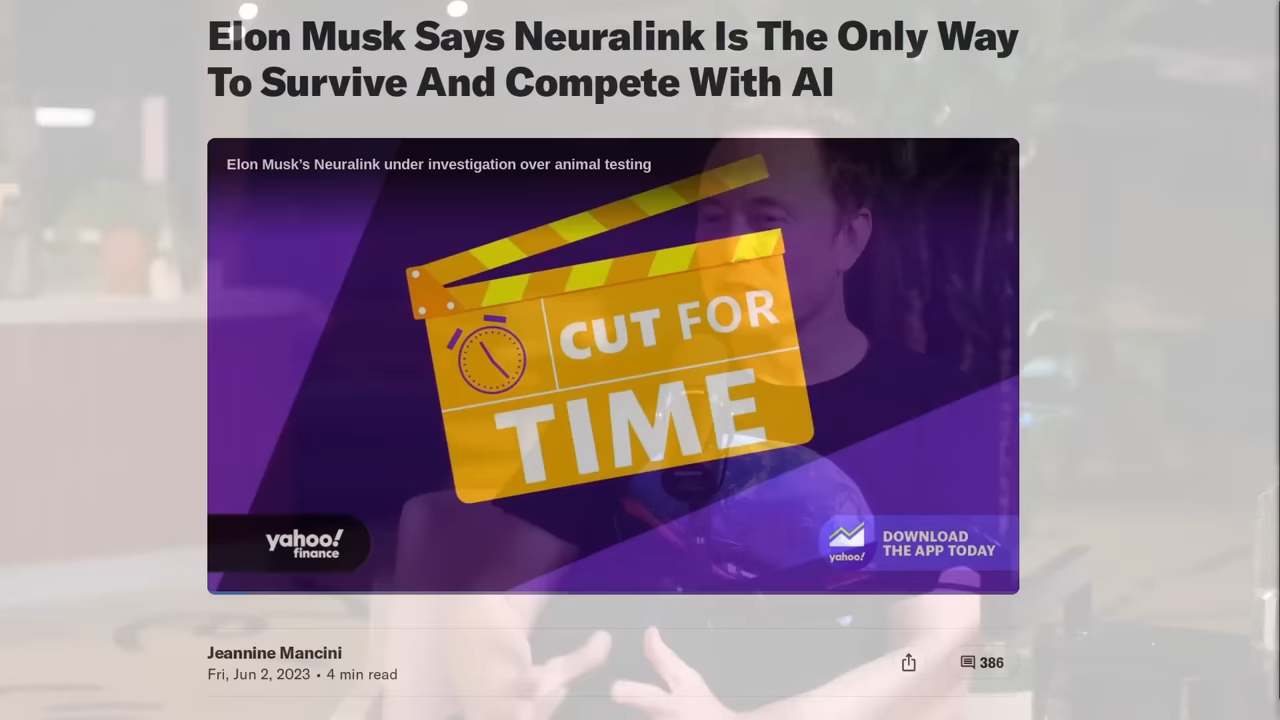 Elon Musk Says Neuralink Is The Only Way
To Survive And Compete With AI
Elon Musk's Neuralink under investigation over animal testing
CUT FOR
TIME
yahoo!
finance
yahoo!
DOWNLOAD
THE APP TODAY
Jeannine Mancini
Fri, Jun 2, 2023 • 4 min read
386